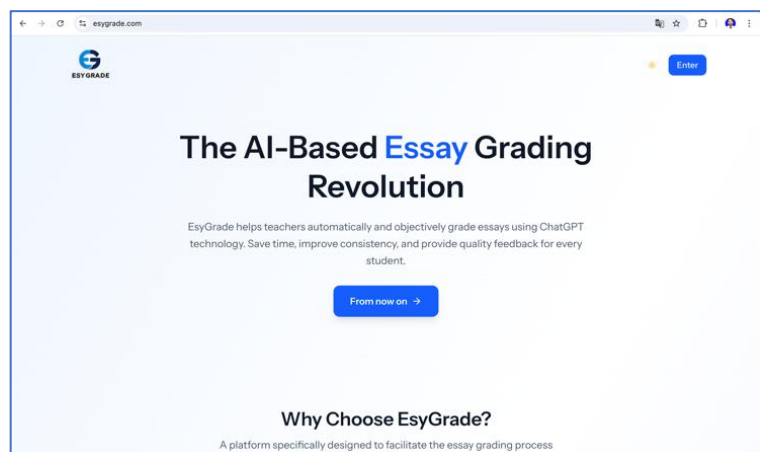 esygrade.com
ESYGRADE
Enter
The AI-Based Essay Grading
Revolution
EsyGrade helps teachers automatically and objectively grade essays using ChatGPT
technology. Save time, improve consistency, and provide quality feedback for every
student.
From now on →
Why Choose EsyGrade?
A platform specifically designed to facilitate the essay grading process